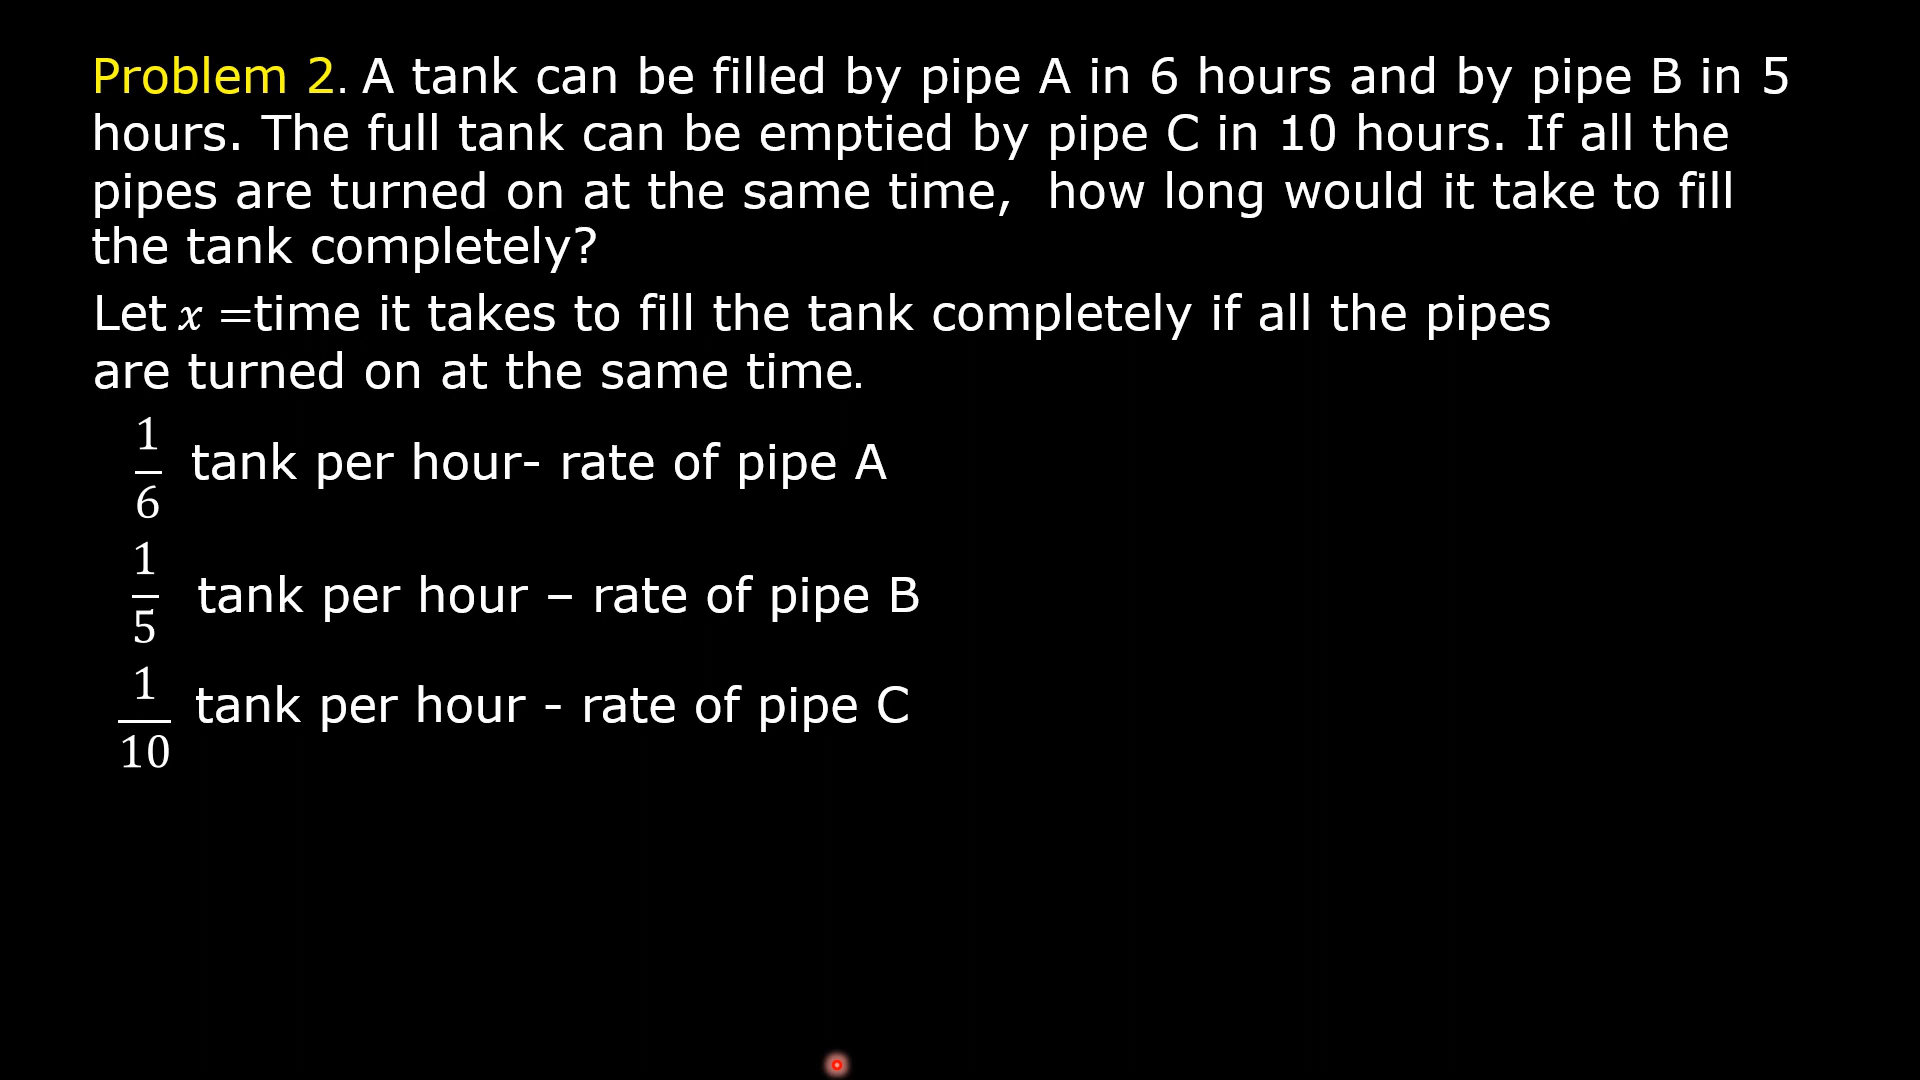 Problem 2. A tank can be filled by pipe A in 6 hours and by pipe B in 5
hours. The full tank can be emptied by pipe C in 10 hours. If all the
pipes are turned on at the same time,  how long would it take to fill
the tank completely?
Let x =time it takes to fill the tank completely if all the pipes
are turned on at the same time.
1/6 tank per hour- rate of pipe A
1/5 tank per hour – rate of pipe B
1/10 tank per hour - rate of pipe C